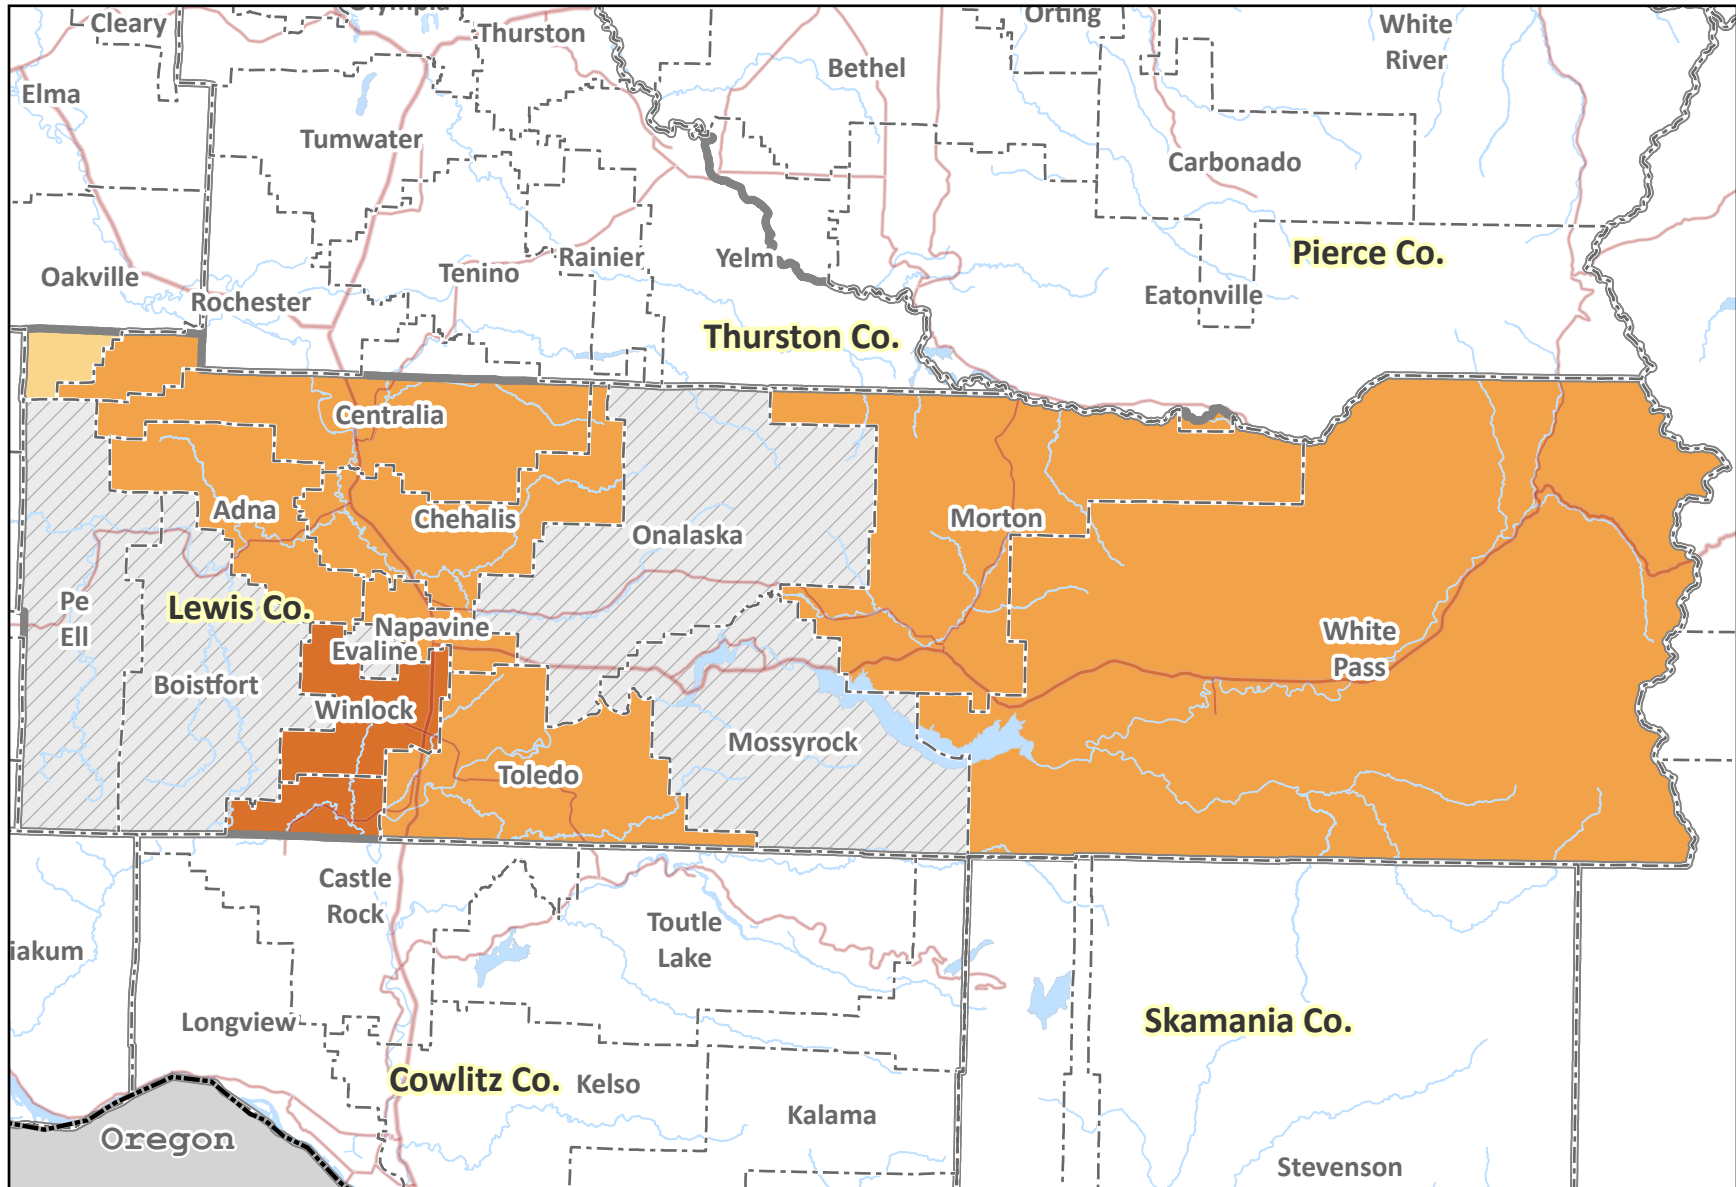 Cleary
Olympia
Thurston
Orting
White
River
Bethel
Elma
Tumwater
Carbonado
Pierce Co.
Oakville
Rochester
Tenino
Rainier
Yelm
Eatonville
Thurston Co.
Centralia
Adna
Chehalis
Onalaska
Morton
Pe
Ell
Lewis Co.
Napavine
Evaline
White
Pass
Boistfort
Winlock
Mossyrock
Toledo
Castle
Rock
Toutle
Lake
iakum
Longview
Skamania Co.
Cowlitz Co.
Kelso
Kalama
Oregon
Stevenson